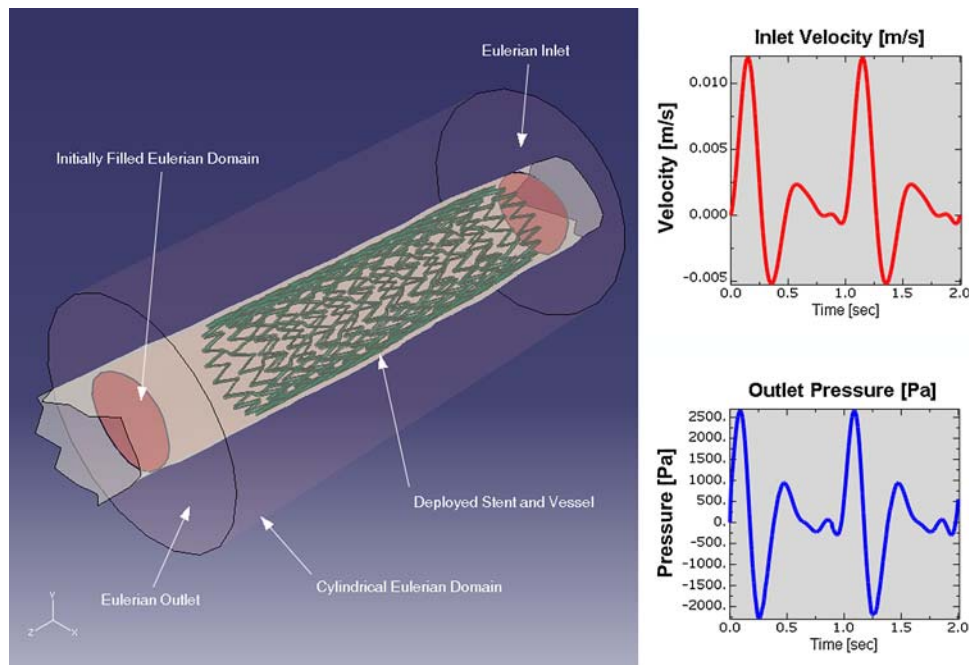 Eulerian Inlet
Initially Filled Eulerian Domain
Deployed Stent and Vessel
Cylindrical Eulerian Domain
Eulerian Outlet
Y
Z
X
Inlet Velocity [m/s]
Velocity [m/s]
0.010
0.005
0.000
-0.005
0.0 0.5 1.0 1.5 2.0
Time [sec]
Outlet Pressure [Pa]
Pressure [Pa]
2500.
2000.
1500.
1000.
500.
0.
-500.
-1000.
-1500.
-2000.
0.0 0.5 1.0 1.5 2.0
Time [sec]